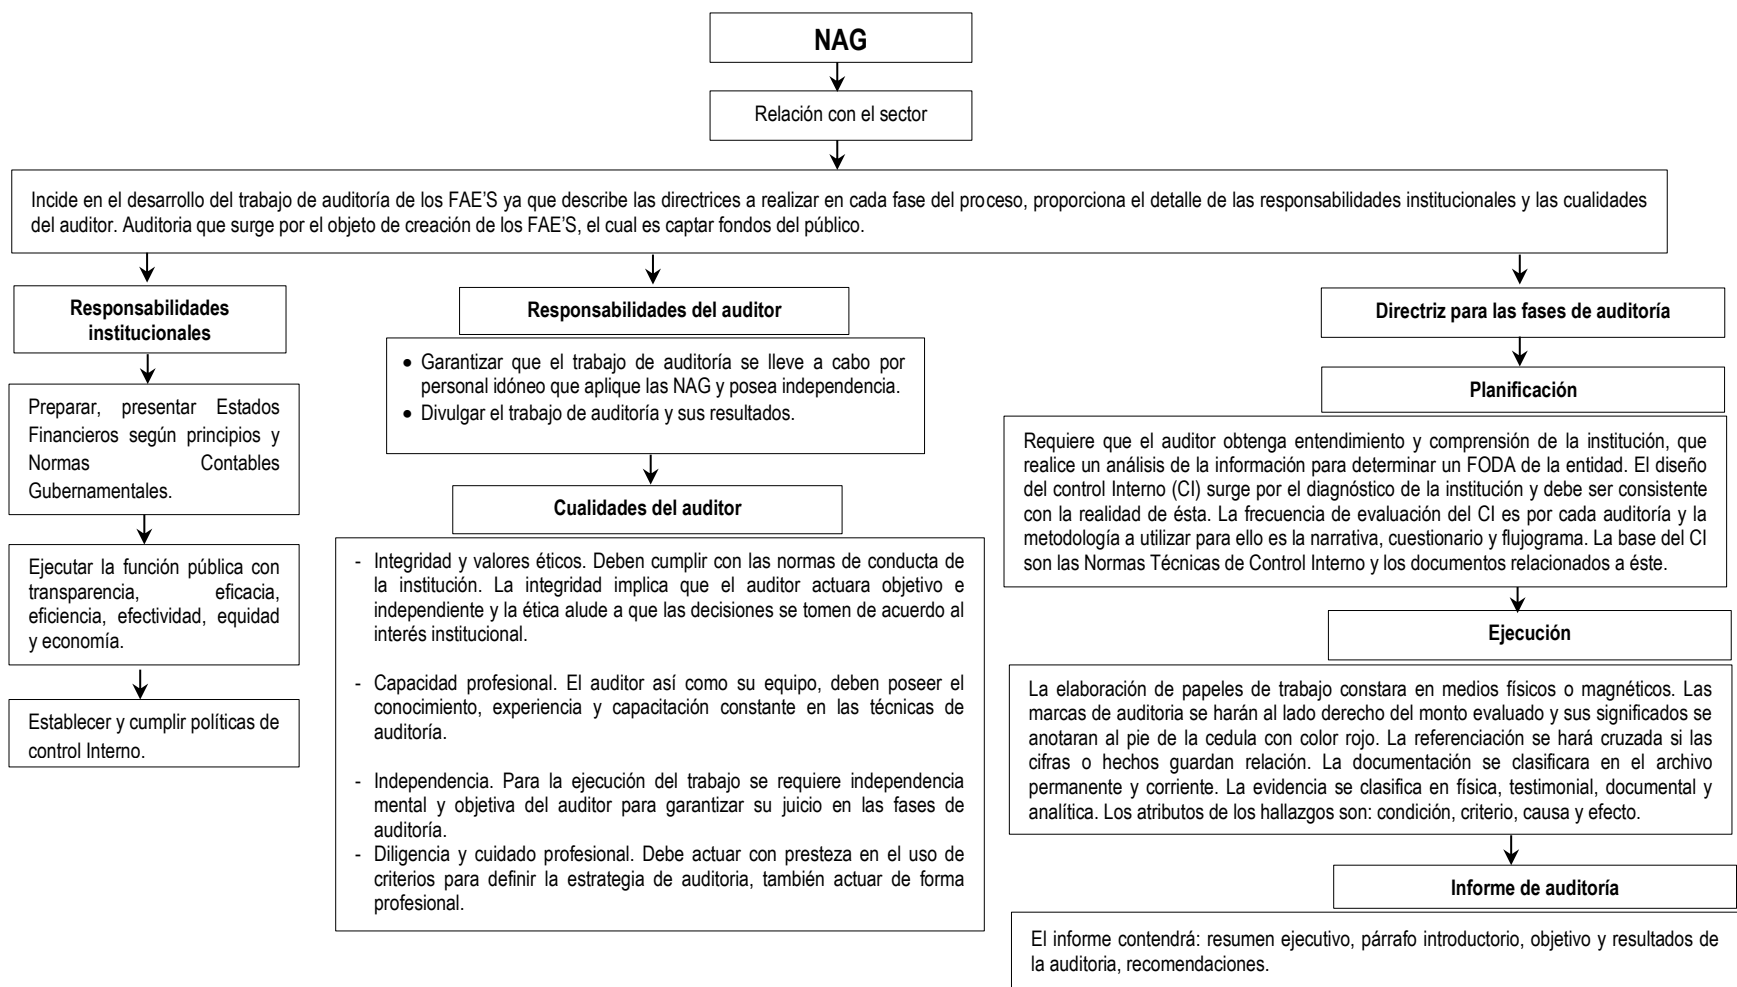 NAG
Relación con el sector
Incide en el desarrollo del trabajo de auditoría de los FAE'S ya que describe las directrices a realizar en cada fase del proceso, proporciona el detalle de las responsabilidades institucionales y las cualidades
del auditor. Auditoria que surge por el objeto de creación de los FAE'S, el cual es captar fondos del público.
Responsabilidades
institucionales
Preparar, presentar Estados
Financieros según principios y
Normas Contables
Gubernamentales.
Ejecutar la función pública con
transparencia, eficacia,
eficiencia, efectividad, equidad
y economía.
Establecer y cumplir políticas de
control Interno.
Responsabilidades del auditor
• Garantizar que el trabajo de auditoría se lleve a cabo por
personal idóneo que aplique las NAG y posea independencia.
• Divulgar el trabajo de auditoría y sus resultados.
Cualidades del auditor
- Integridad y valores éticos. Deben cumplir con las normas de conducta de
la institución. La integridad implica que el auditor actuara objetivo e
independiente y la ética alude a que las decisiones se tomen de acuerdo al
interés institucional.
- Capacidad profesional. El auditor así como su equipo, deben poseer el
conocimiento, experiencia y capacitación constante en las técnicas de
auditoría.
- Independencia. Para la ejecución del trabajo se requiere independencia
mental y objetiva del auditor para garantizar su juicio en las fases de
auditoría.
- Diligencia y cuidado profesional. Debe actuar con presteza en el uso de
criterios para definir la estrategia de auditoria, también actuar de forma
profesional.
Directriz para las fases de auditoría
Planificación
Requiere que el auditor obtenga entendimiento y comprensión de la institución, que
realice un análisis de la información para determinar un FODA de la entidad. El diseño
del control Interno (CI) surge por el diagnóstico de la institución y debe ser consistente
con la realidad de ésta. La frecuencia de evaluación del CI es por cada auditoría y la
metodología a utilizar para ello es la narrativa, cuestionario y flujograma. La base del CI
son las Normas Técnicas de Control Interno y los documentos relacionados a éste.
Ejecución
La elaboración de papeles de trabajo constara en medios físicos o magnéticos. Las
marcas de auditoria se harán al lado derecho del monto evaluado y sus significados se
anotaran al pie de la cedula con color rojo. La referenciación se hará cruzada si las
cifras o hechos guardan relación. La documentación se clasificara en el archivo
permanente y corriente. La evidencia se clasifica en física, testimonial, documental y
analítica. Los atributos de los hallazgos son: condición, criterio, causa y efecto.
Informe de auditoría
El informe contendrá: resumen ejecutivo, párrafo introductorio, objetivo y resultados de
la auditoria, recomendaciones.